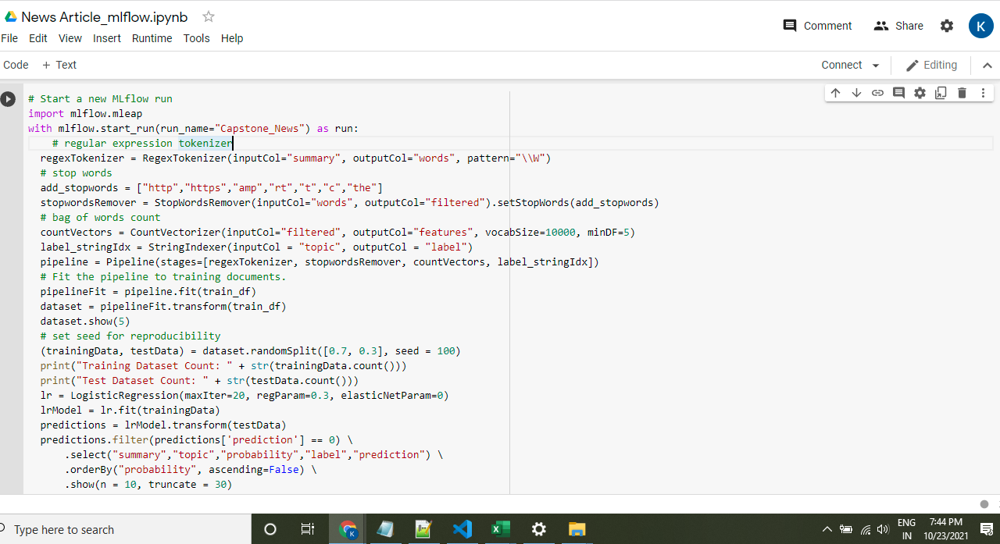 News Article_mlflow.ipynb
Comment
Share
K
File Edit View Insert Runtime Tools Help
Code + Text
Connect
Editing
# Start a new MLflow run
import mlflow.mleap
with mlflow.start_run(run_name="Capstone_News") as run:
    # regular expression tokenizer
  regexTokenizer = RegexTokenizer(inputCol="summary", outputCol="words", pattern="\\W")
  # stop words
  add_stopwords = ["http","https","amp","rt","t","c","the"]
  stopwordsRemover = StopWordsRemover(inputCol="words", outputCol="filtered").setStopWords(add_stopwords)
  # bag of words count
  countVectors = CountVectorizer(inputCol="filtered", outputCol="features", vocabSize=10000, minDF=5)
  label_stringIdx = StringIndexer(inputCol = "topic", outputCol = "label")
  pipeline = Pipeline(stages=[regexTokenizer, stopwordsRemover, countVectors, label_stringIdx])
  # Fit the pipeline to training documents.
  pipelineFit = pipeline.fit(train_df)
  dataset = pipelineFit.transform(train_df)
  dataset.show(5)
  # set seed for reproducibility
  (trainingData, testData) = dataset.randomSplit([0.7, 0.3], seed = 100)
  print("Training Dataset Count: " + str(trainingData.count()))
  print("Test Dataset Count: " + str(testData.count()))
  lr = LogisticRegression(maxIter=20, regParam=0.3, elasticNetParam=0)
  lrModel = lr.fit(trainingData)
  predictions = lrModel.transform(testData)
  predictions.filter(predictions['prediction'] == 0) \
      .select("summary","topic","probability","label","prediction") \
      .orderBy("probability", ascending=False) \
      .show(n = 10, truncate = 30)
Type here to search
K
ENG
IN
7:44 PM
10/23/2021